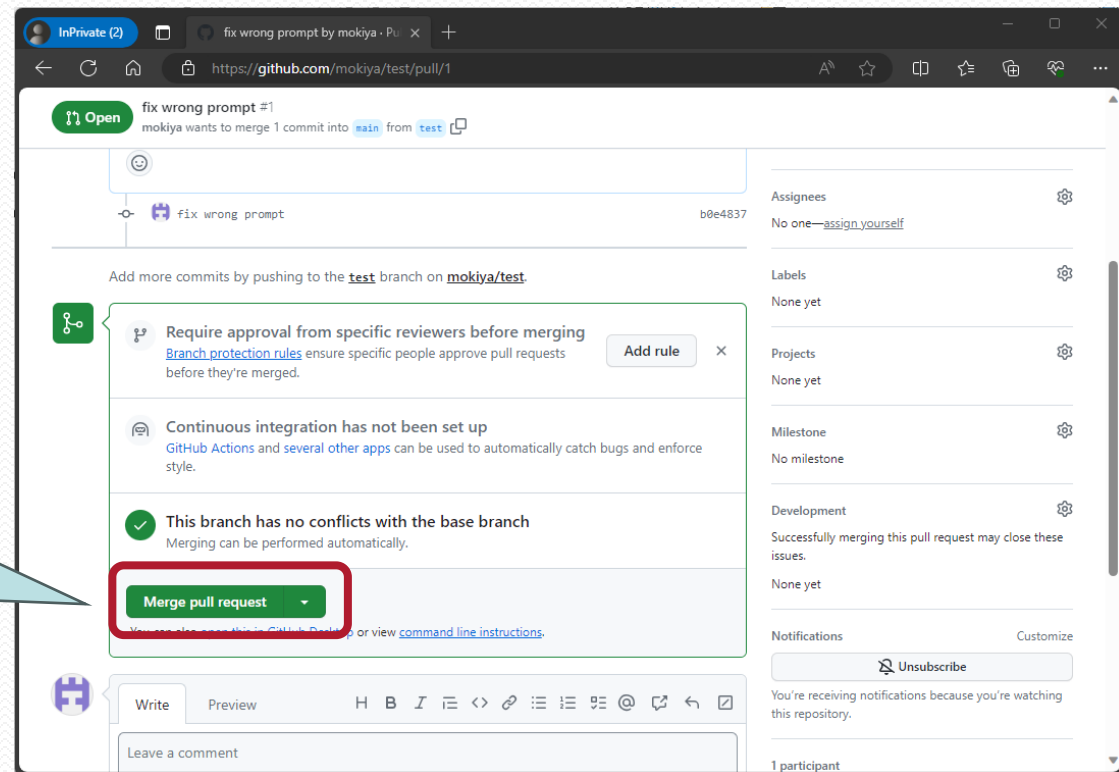 InPrivate (2)
fix wrong prompt by mokiya · Pu
https://github.com/mokiya/test/pull/1
Open
fix wrong prompt #1
mokiya wants to merge 1 commit into main from test
fix wrong prompt
b0e4837
Add more commits by pushing to the test branch on mokiya/test.
Require approval from specific reviewers before merging
Branch protection rules ensure specific people approve pull requests
before they're merged.
Add rule
Continuous integration has not been set up
GitHub Actions and several other apps can be used to automatically catch bugs and enforce
style.
This branch has no conflicts with the base branch
Merging can be performed automatically.
Merge pull request
You can also open this in GitHub Desktop or view command line instructions.
Write
Preview
H B I
Leave a comment
Assignees
No one—assign yourself
Labels
None yet
Projects
None yet
Milestone
No milestone
Development
Successfully merging this pull request may close these
issues.
None yet
Notifications
Customize
Unsubscribe
You're receiving notifications because you're watching
this repository.
1 participant